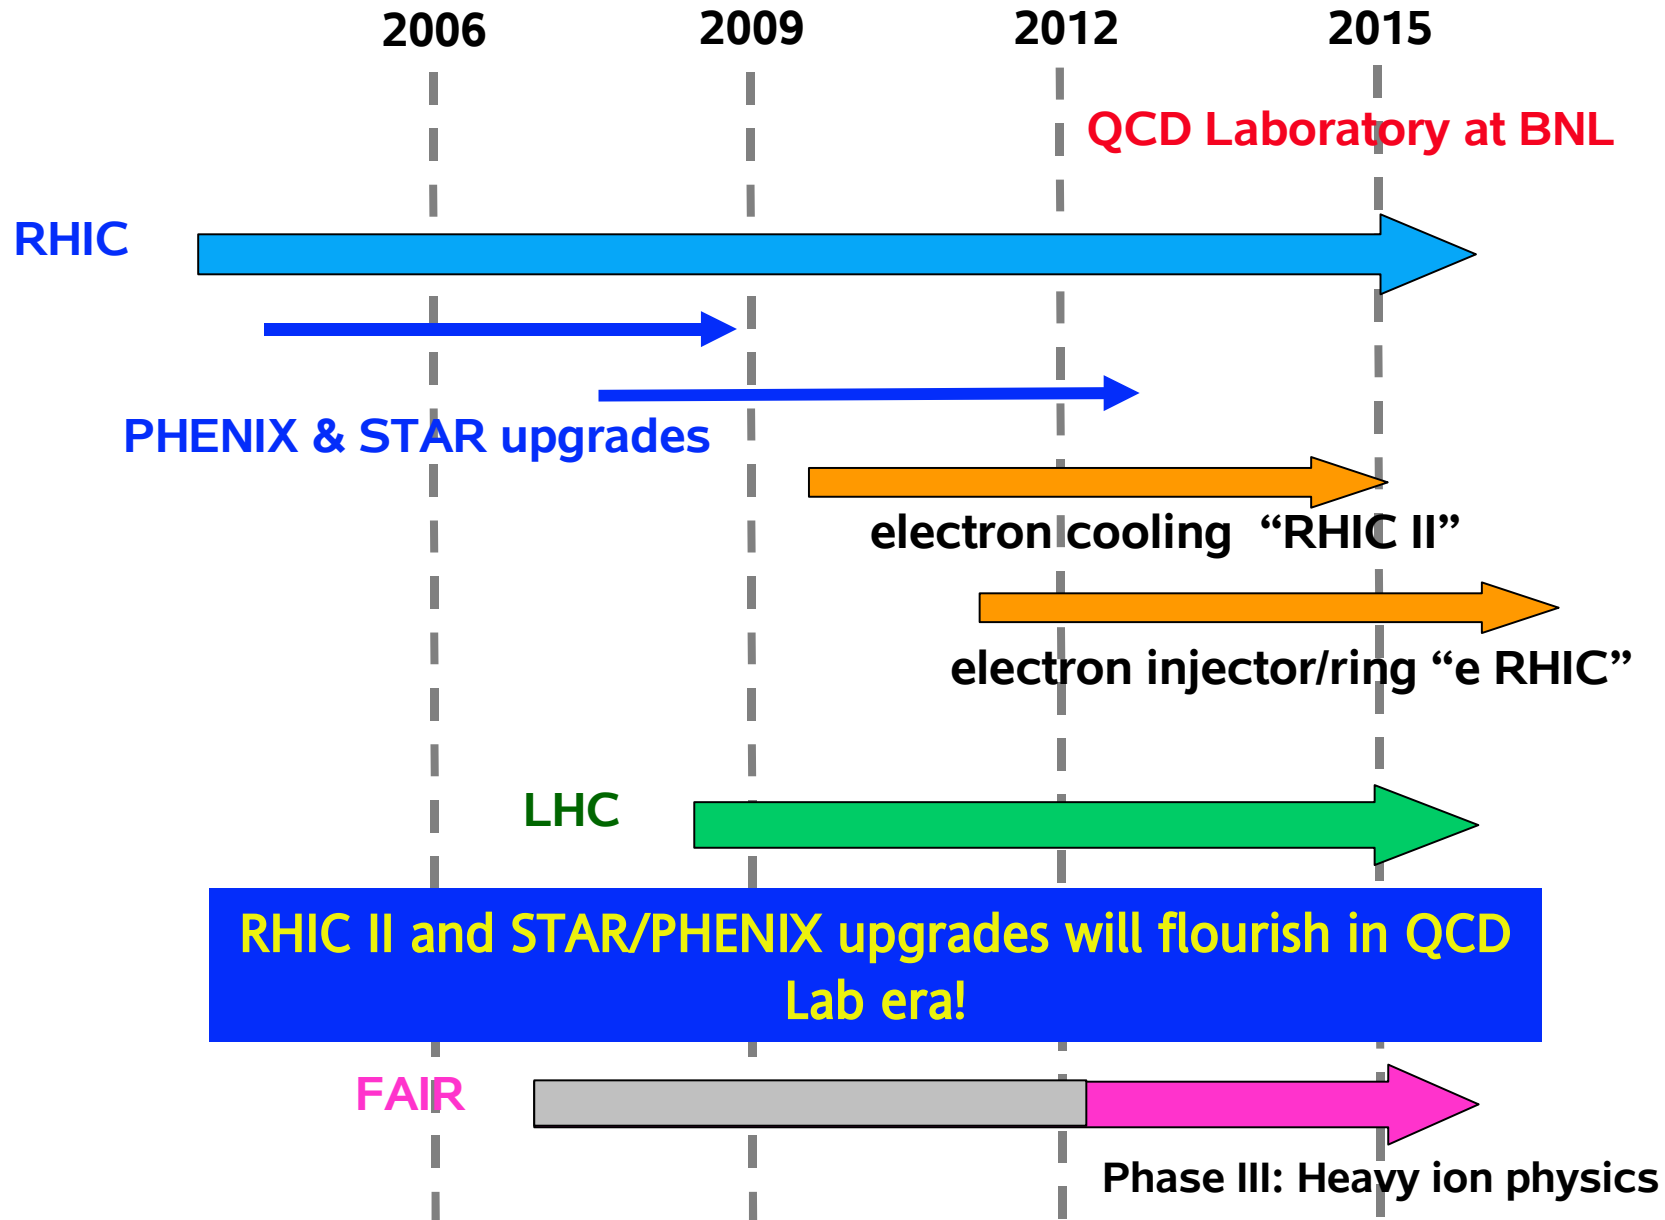 2006 2009 2012 2015
QCD Laboratory at BNL
RHIC
PHENIX & STAR upgrades
electron cooling “RHIC II”
electron injector/ring “e RHIC”
LHC
RHIC II and STAR/PHENIX upgrades will flourish in QCD
Lab era!
FAIR
Phase III: Heavy ion physics